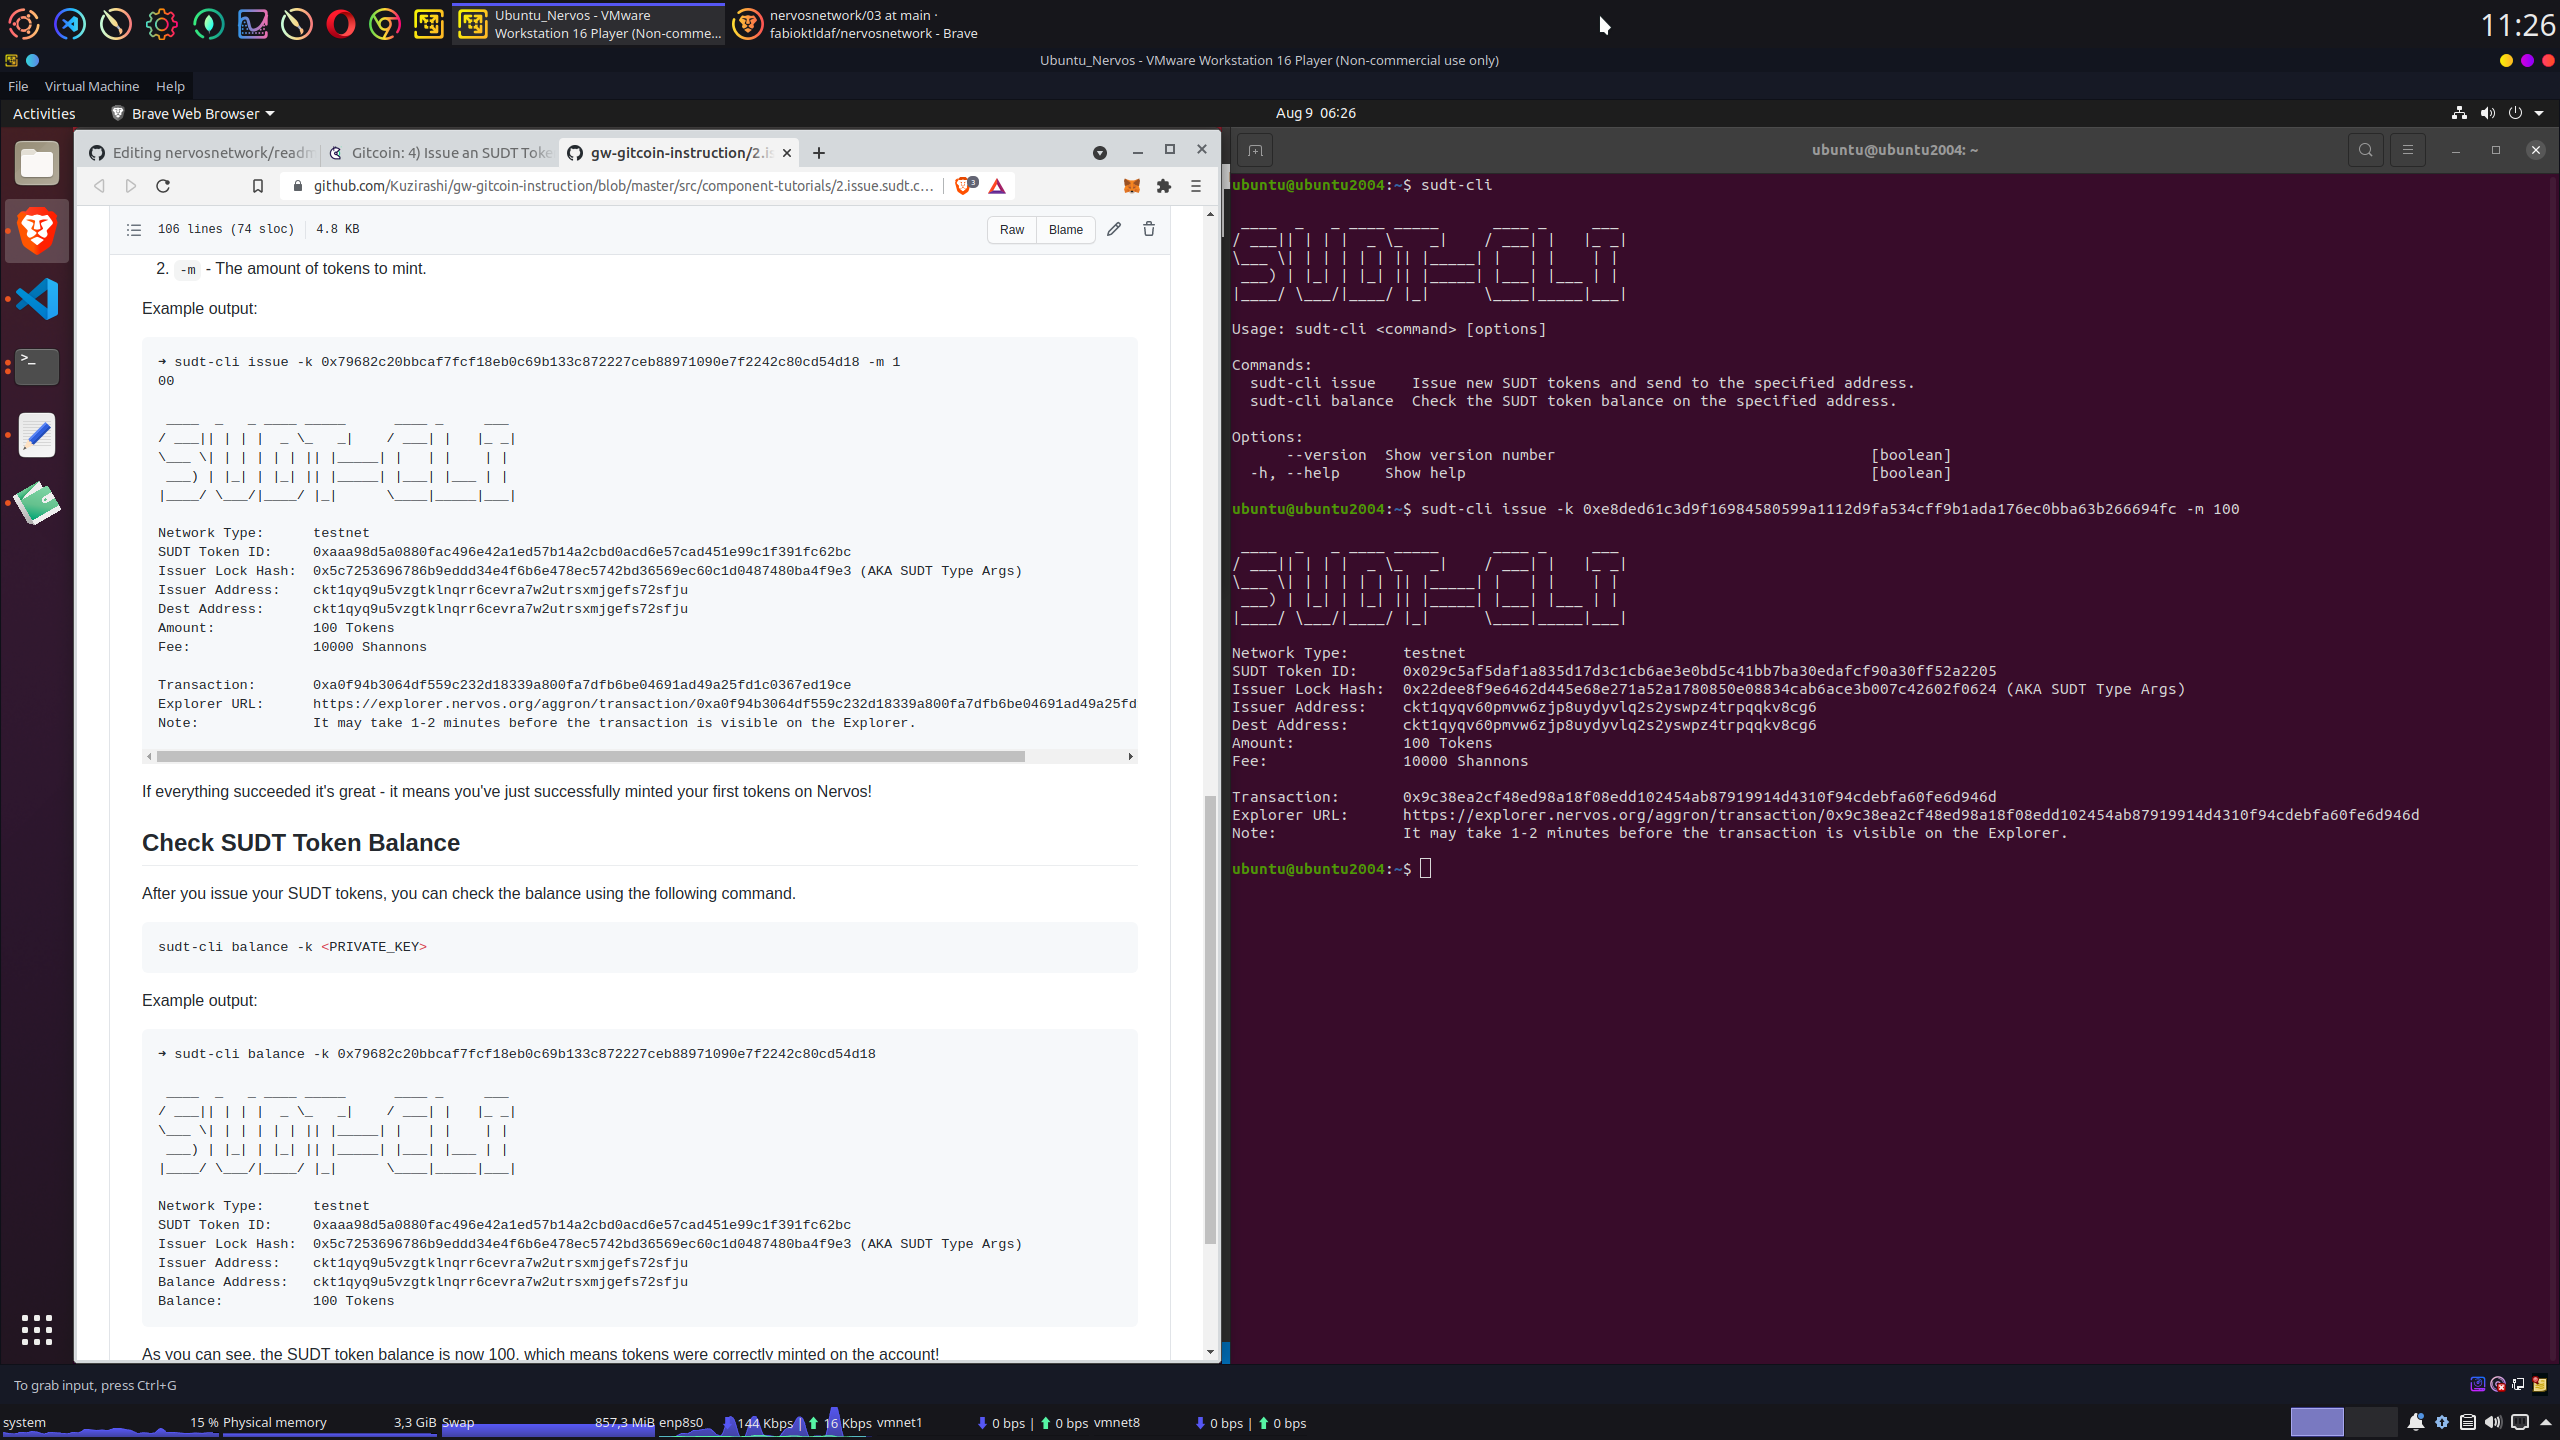 Ubuntu_Nervos - VMware
Workstation 16 Player (Non-comme...
nervosnetwork/03 at main ·
fabioktldaf/nervosnetwork - Brave
11:26
Ubuntu_Nervos - VMware Workstation 16 Player (Non-commercial use only)
File Virtual Machine Help
Activities Brave Web Browser Aug 9 06:26
Editing nervosnetwork/readm
Gitcoin: 4) Issue an SUDT Toke
gw-gitcoin-instruction/2.is
github.com/Kuzirashi/gw-gitcoin-instruction/blob/master/src/component-tutorials/2.issue.sudt.c...
3
106 lines (74 sloc) 4.8 KB Raw Blame
2. -m - The amount of tokens to mint.
Example output:
➜ sudt-cli issue -k 0x79682c20bbcaf7fcf18eb0c69b133c872227ceb88971090e7f2242c80cd54d18 -m 1
00
SUDT-CLI
Network Type: testnet
SUDT Token ID: 0xaaa98d5a0880fac496e42a1ed57b14a2cbd0acd6e57cad451e99c1f391fc62bc
Issuer Lock Hash: 0x5c7253696786b9eddd34e4f6b6e478ec5742bd36569ec60c1d0487480ba4f9e3 (AKA SUDT Type Args)
Issuer Address: ckt1qyq9u5vzgtklnqrr6cevra7w2utrsxmjgefs72sfju
Dest Address: ckt1qyq9u5vzgtklnqrr6cevra7w2utrsxmjgefs72sfju
Amount: 100 Tokens
Fee: 10000 Shannons
Transaction: 0xa0f94b3064df559c232d18339a800fa7dfb6be04691ad49a25fd1c0367ed19ce
Explorer URL: https://explorer.nervos.org/aggron/transaction/0xa0f94b3064df559c232d18339a800fa7dfb6be04691ad49a25fd
Note: It may take 1-2 minutes before the transaction is visible on the Explorer.
If everything succeeded it's great - it means you've just successfully minted your first tokens on Nervos!
Check SUDT Token Balance
After you issue your SUDT tokens, you can check the balance using the following command.
sudt-cli balance -k <PRIVATE_KEY>
Example output:
➜ sudt-cli balance -k 0x79682c20bbcaf7fcf18eb0c69b133c872227ceb88971090e7f2242c80cd54d18
SUDT-CLI
Network Type: testnet
SUDT Token ID: 0xaaa98d5a0880fac496e42a1ed57b14a2cbd0acd6e57cad451e99c1f391fc62bc
Issuer Lock Hash: 0x5c7253696786b9eddd34e4f6b6e478ec5742bd36569ec60c1d0487480ba4f9e3 (AKA SUDT Type Args)
Issuer Address: ckt1qyq9u5vzgtklnqrr6cevra7w2utrsxmjgefs72sfju
Balance Address: ckt1qyq9u5vzgtklnqrr6cevra7w2utrsxmjgefs72sfju
Balance: 100 Tokens
As you can see, the SUDT token balance is now 100, which means tokens were correctly minted on the account!
ubuntu@ubuntu2004: ~
ubuntu@ubuntu2004:~$ sudt-cli
SUDT-CLI
Usage: sudt-cli <command> [options]
Commands:
sudt-cli issue Issue new SUDT tokens and send to the specified address.
sudt-cli balance Check the SUDT token balance on the specified address.
Options:
--version Show version number [boolean]
-h, --help Show help [boolean]
ubuntu@ubuntu2004:~$ sudt-cli issue -k 0xe8ded61c3d9f16984580599a1112d9fa534cff9b1ada176ec0bba63b266694fc -m 100
SUDT-CLI
Network Type: testnet
SUDT Token ID: 0x029c5af5daf1a835d17d3c1cb6ae3e0bd5c41bb7ba30edafcf90a30ff52a2205
Issuer Lock Hash: 0x22dee8f9e6462d445e68e271a52a1780850e08834cab6ace3b007c42602f0624 (AKA SUDT Type Args)
Issuer Address: ckt1qyqv60pmvw6zjp8uydyvlq2s2yswpz4trpqqkv8cg6
Dest Address: ckt1qyqv60pmvw6zjp8uydyvlq2s2yswpz4trpqqkv8cg6
Amount: 100 Tokens
Fee: 10000 Shannons
Transaction: 0x9c38ea2cf48ed98a18f08edd102454ab87919914d4310f94cdebfa60fe6d946d
Explorer URL: https://explorer.nervos.org/aggron/transaction/0x9c38ea2cf48ed98a18f08edd102454ab87919914d4310f94cdebfa60fe6d946d
Note: It may take 1-2 minutes before the transaction is visible on the Explorer.
ubuntu@ubuntu2004:~$
To grab input, press Ctrl+G
system 15 % Physical memory 3,3 GiB Swap 857,3 MiB enp8s0 144 Kbps | 16 Kbps vmnet1 0 bps | 0 bps vmnet8 0 bps | 0 bps